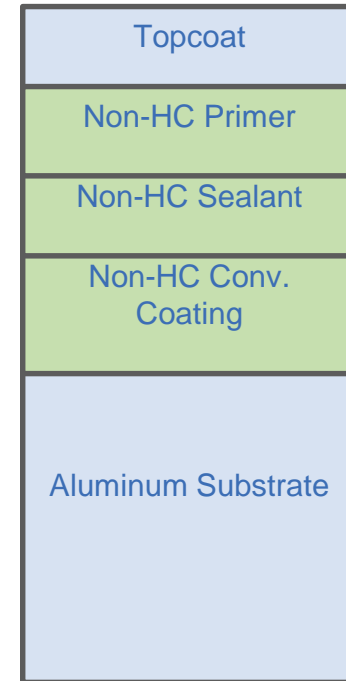 Topcoat
Non-HC Primer
Non-HC Sealant
Non-HC Conv.
Coating
Aluminum Substrate